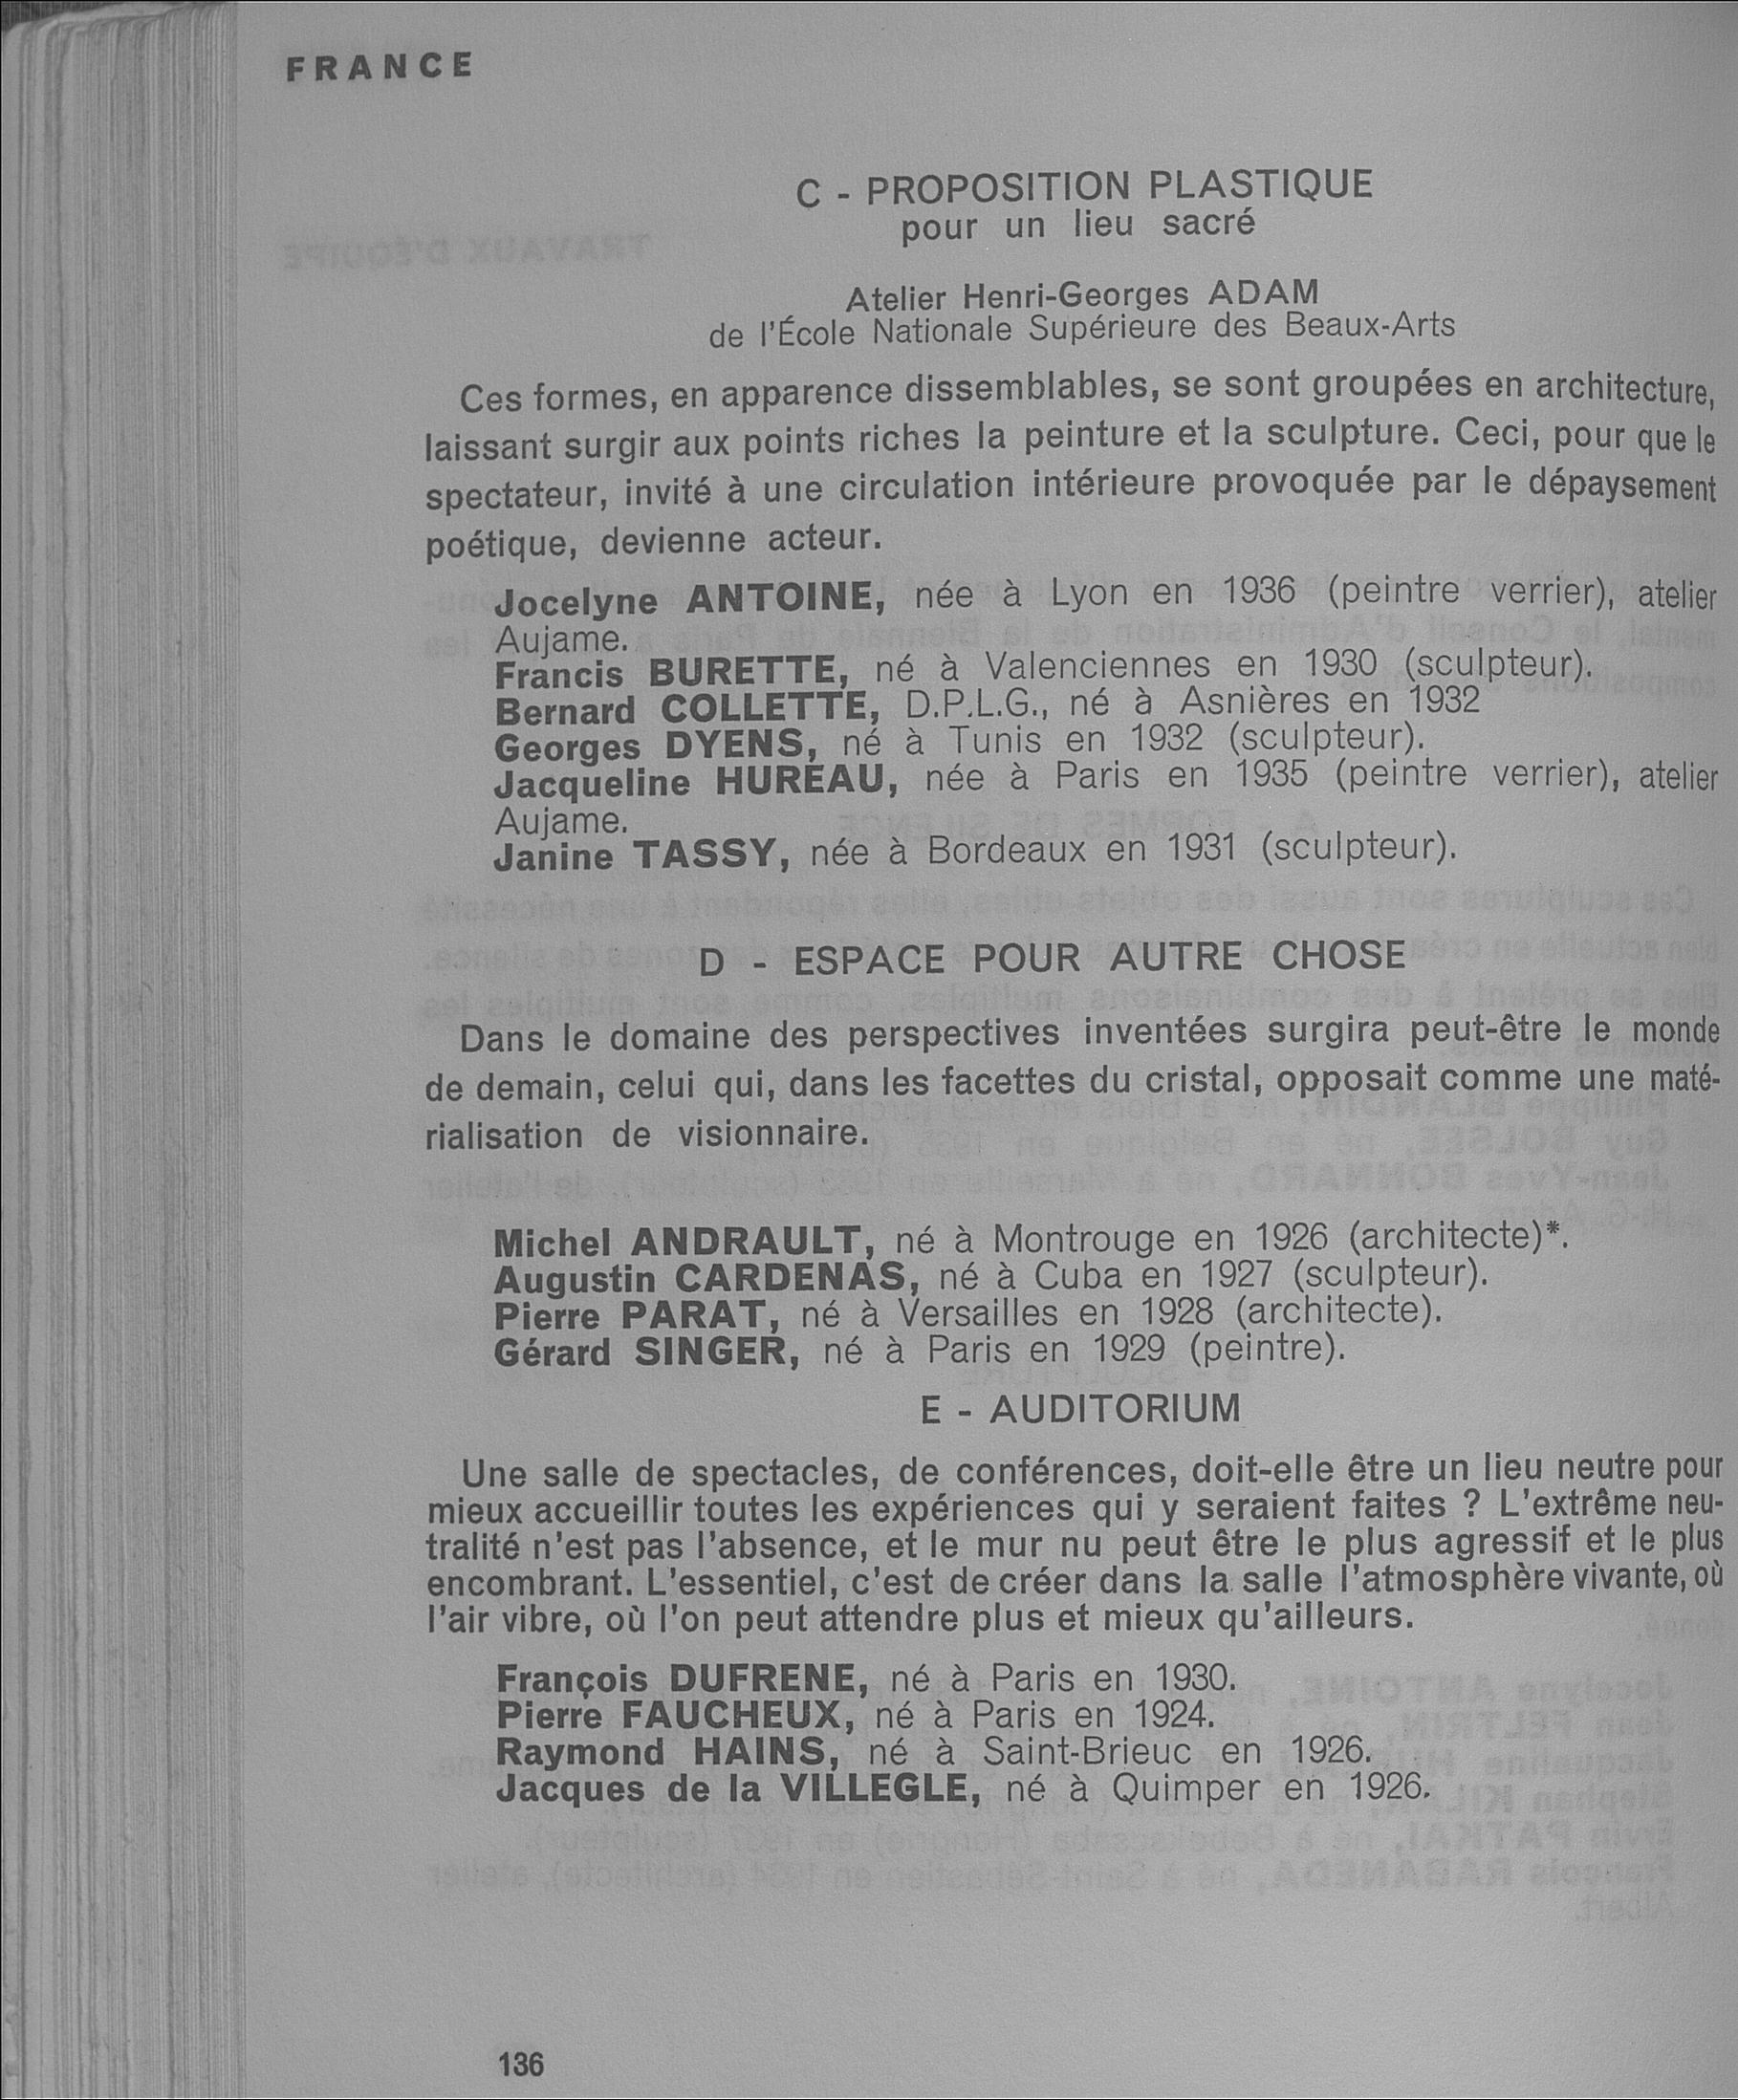 FRANCE
C - PROPOSITION PLASTIQUE
pour un lieu sacré
Atelier Henri-Georges ADAM
de l'École Nationale Supérieure des Beaux-Arts
Ces formes, en apparence dissemblables, se sont groupées en architecture,
laissant surgir aux points riches la peinture et la sculpture. Ceci, pour que le
spectateur, invité à une circulation intérieure provoquée par le dépaysement
poétique, devienne acteur.
Jocelyne ANTOINE, née à Lyon en 1936 (peintre verrier), atelier
Aujame.
Francis BURETTE, né à Valenciennes en 1930 (sculpteur).
Bernard COLLETTE, D.P.L.G., né à Asnières en 1932
Georges DYENS, né à Tunis en 1932 (sculpteur).
Jacqueline HUREAU, née à Paris en 1935 (peintre verrier), atelier
Aujame.
Janine TASSY, née à Bordeaux en 1931 (sculpteur).
D - ESPACE POUR AUTRE CHOSE
Dans le domaine des perspectives inventées surgira peut-être le monde
de demain, celui qui, dans les facettes du cristal, opposait comme une maté-
rialisation de visionnaire.
Michel ANDRAULT, né à Montrouge en 1926 (architecte)*.
Augustin CARDENAS, né à Cuba en 1927 (sculpteur).
Pierre PARAT, né à Versailles en 1928 (architecte).
Gérard SINGER, né à Paris en 1929 (peintre).
E - AUDITORIUM
Une salle de spectacles, de conférences, doit-elle être un lieu neutre pour
mieux accueillir toutes les expériences qui y seraient faites ? L'extrême neu-
tralité n'est pas l'absence, et le mur nu peut être le plus agressif et le plus
encombrant. L'essentiel, c'est de créer dans la salle l'atmosphère vivante, où
l'air vibre, où l'on peut attendre plus et mieux qu'ailleurs.
François DUFRENE, né à Paris en 1930.
Pierre FAUCHEUX, né à Paris en 1924.
Raymond HAINS, né à Saint-Brieuc en 1926.
Jacques de la VILLEGLE, né à Quimper en 1926.
136